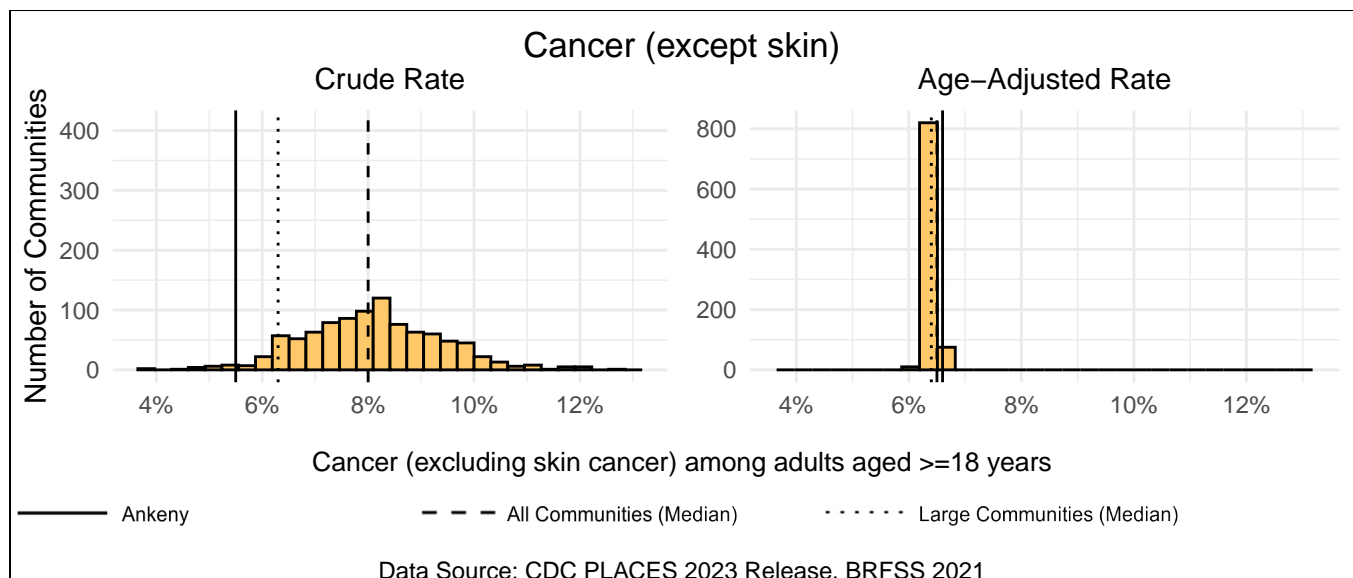 Cancer (except skin)
Crude Rate
Age−Adjusted Rate
Number of Communities
400
300
200
100
0
4%
6%
8%
10%
12%
800
600
400
200
0
4%
6%
8%
10%
12%
Cancer (excluding skin cancer) among adults aged >=18 years
Ankeny
All Communities (Median)
Large Communities (Median)
Data Source: CDC PLACES 2023 Release, BRFSS 2021